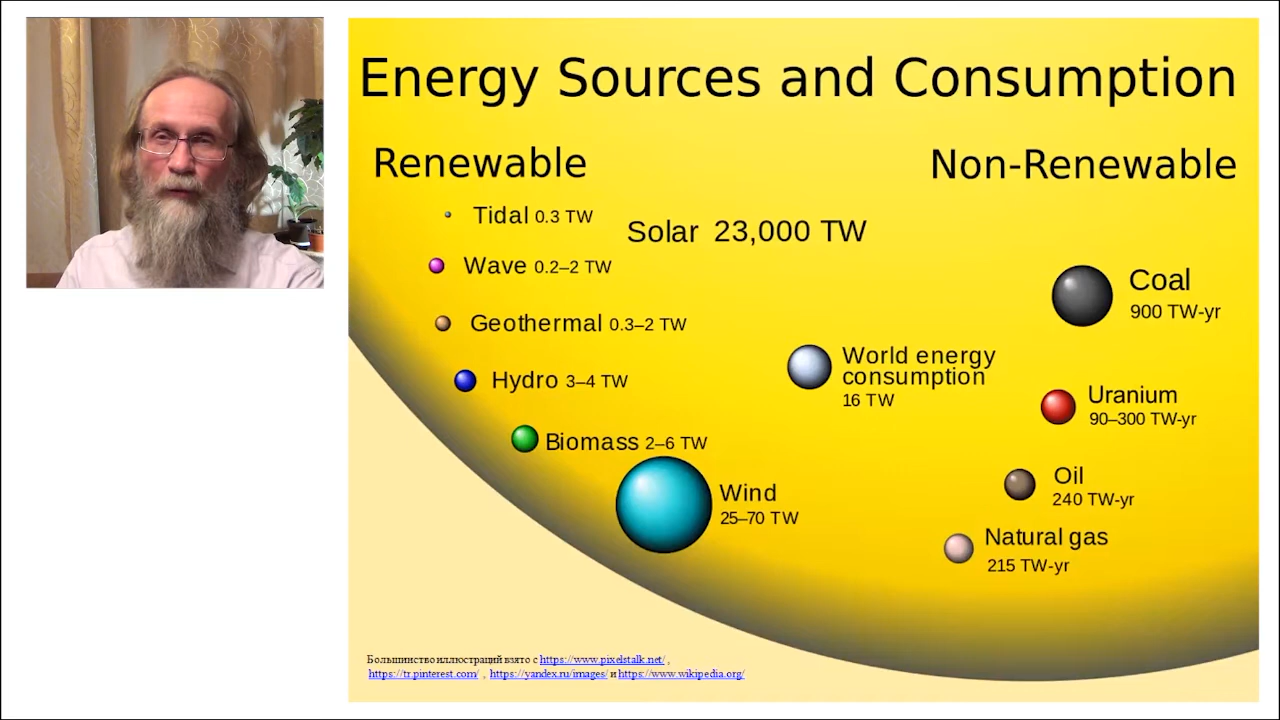 Energy Sources and Consumption
Renewable
Non-Renewable
Tidal 0.3 TW
Solar 23,000 TW
Wave 0.2–2 TW
Geothermal 0.3–2 TW
Hydro 3–4 TW
Biomass 2–6 TW
Wind
25–70 TW
World energy
consumption
16 TW
Coal
900 TW-yr
Uranium
90–300 TW-yr
Oil
240 TW-yr
Natural gas
215 TW-yr
Большинство иллюстраций взято с https://www.pixelstalk.net/ ,
https://tr.pinterest.com/ , https://yandex.ru/images/ и https://www.wikipedia.org/